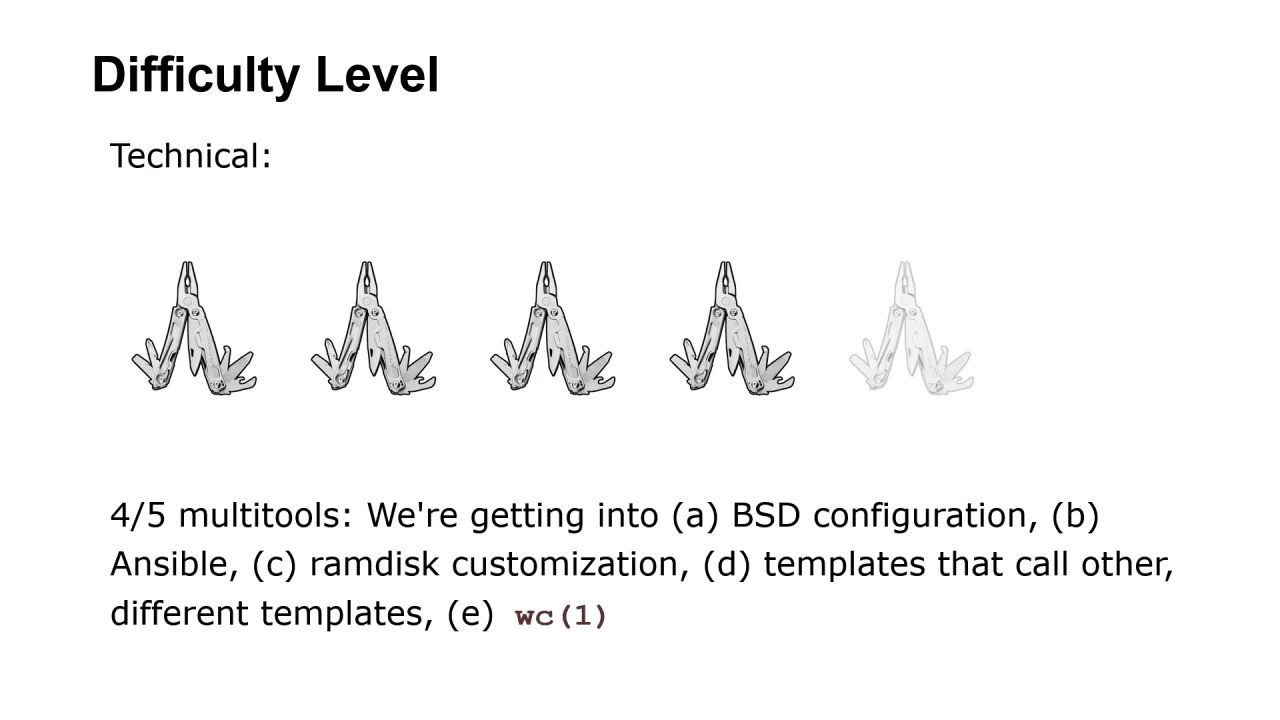 Difficulty Level
Technical:
4/5 multitools: We're getting into (a) BSD configuration, (b)
Ansible, (c) ramdisk customization, (d) templates that call other,
different templates, (e) wc(1)